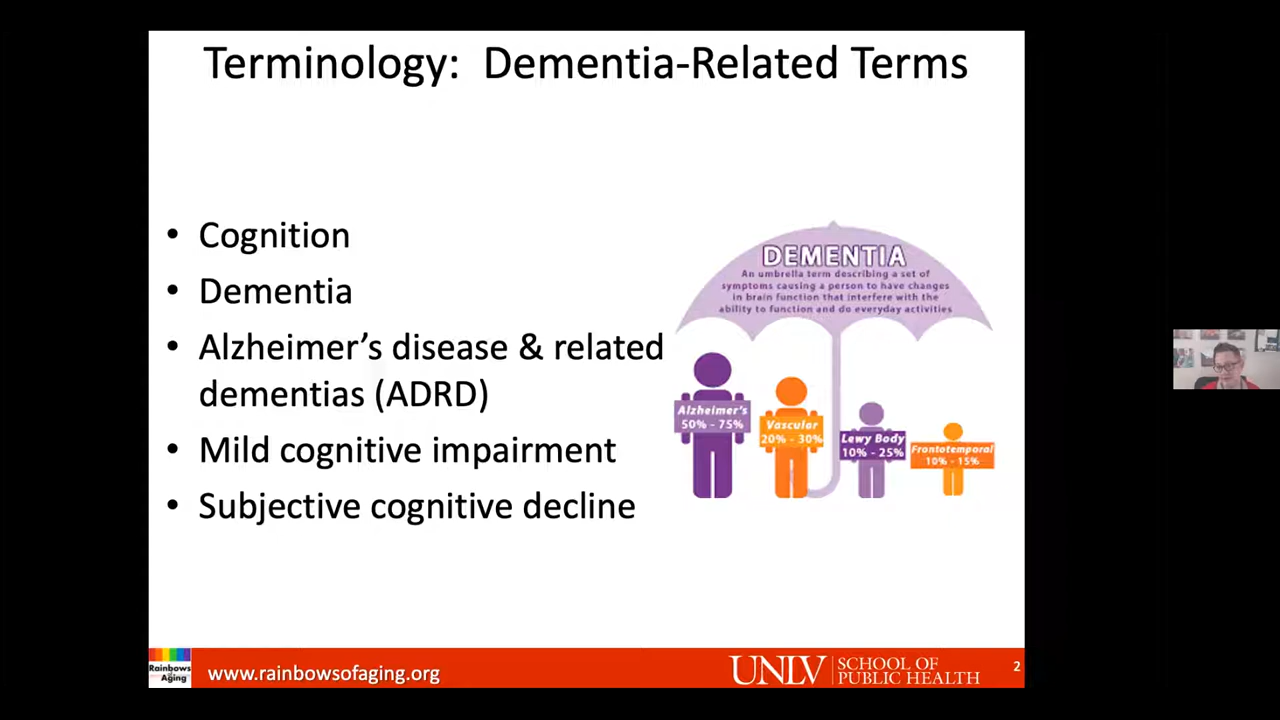 Terminology:  Dementia-Related Terms
• Cognition
• Dementia
• Alzheimer's disease & related
dementias (ADRD)
• Mild cognitive impairment
• Subjective cognitive decline
DEMENTIA
An umbrella term describing a set of
symptoms causing a person to have changes
in brain function that interfere with the
ability to function and do everyday activities
Alzheimer's
50% - 75%
Vascular
20% - 30%
Lewy Body
10% - 25%
Frontotemporal
10% - 15%
Rainbows
Aging
www.rainbowsofaging.org
UNLV
SCHOOL OF
PUBLIC HEALTH
2